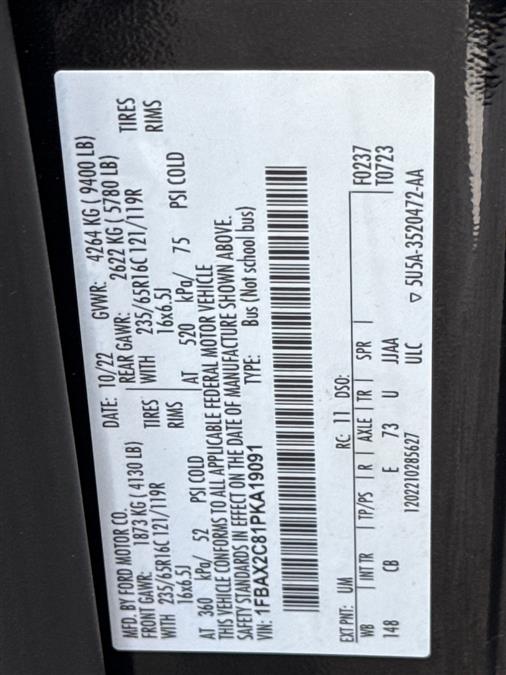 MFD. BY FORD MOTOR CO. DATE: 10/22 GVWR: 4264 KG ( 9400 LB)
FRONT GAWR: 1873 KG ( 4130 LB) REAR GAWR: 2622 KG ( 5780 LB)
WITH 235/65R16C 121/119R TIRES WITH 235/65R16C 121/119R TIRES
16x6.5J RIMS 16x6.5J RIMS
AT 360 kPa/ 52 PSI COLD AT 520 kPa/ 75 PSI COLD
THIS VEHICLE CONFORMS TO ALL APPLICABLE FEDERAL MOTOR VEHICLE
SAFETY STANDARDS IN EFFECT ON THE DATE OF MANUFACTURE SHOWN ABOVE.
VIN: 1FBAX2C81PKA19091 TYPE: Bus (Not school bus)
F0237
EXT PNT: UM RC: 11 DSO: T0723
WB INT TR TP/PS R AXLE TR SPR
148 CB E 73 U JJAA
1202210285627 ULC ▽ 5U5A-3520472-AA